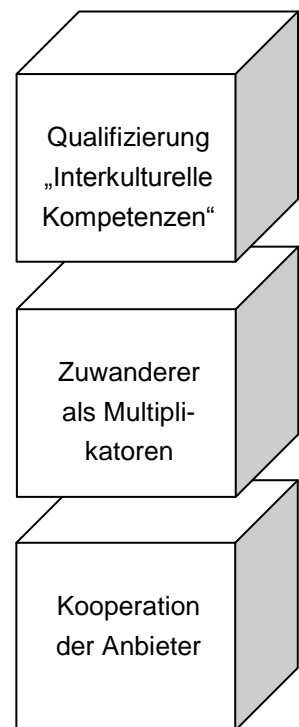 Qualifizierung
„Interkulturelle
Kompetenzen“
Zuwanderer
als Multipli-
katoren
Kooperation
der Anbieter